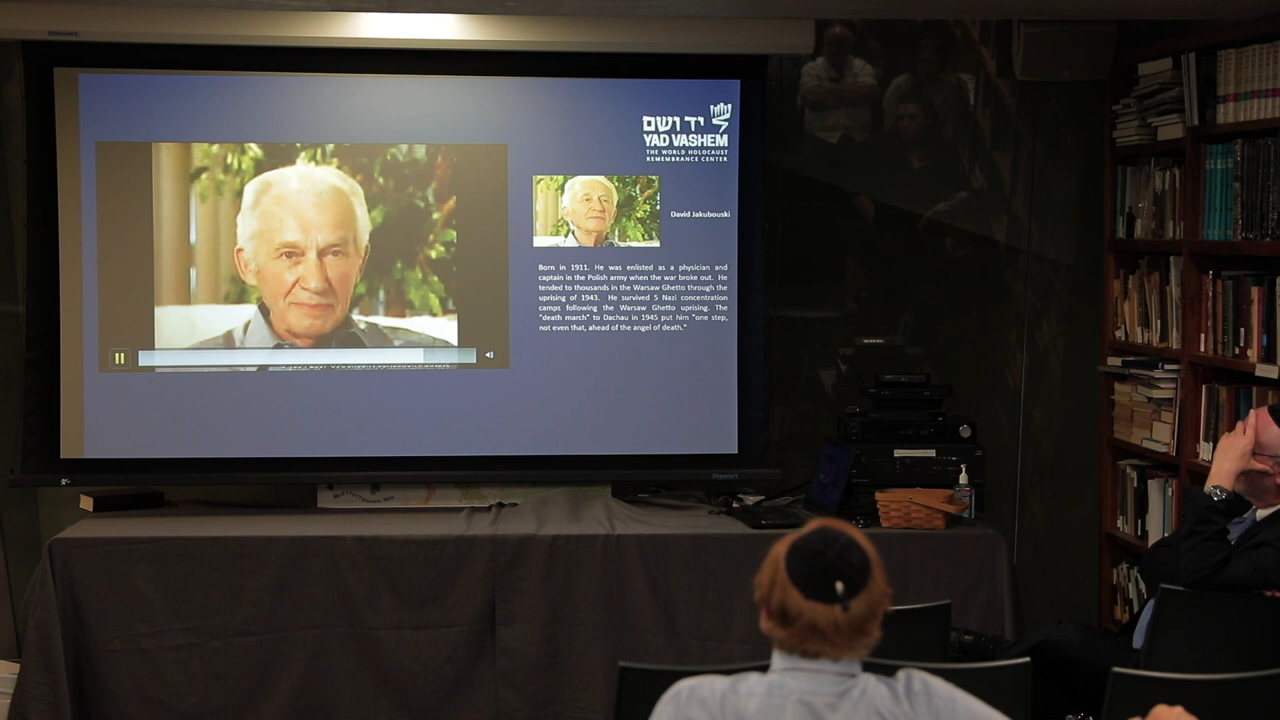 יד ושם
YAD VASHEM
THE WORLD HOLOCAUST
REMEMBRANCE CENTER
David Jakubouski
Born in 1911. He was enlisted as a physician and
captain in the Polish army when the war broke out. He
tended to thousands in the Warsaw Ghetto through the
uprising of 1943. He survived 5 Nazi concentration
camps following the Warsaw Ghetto uprising. The
"death march" to Dachau in 1945 put him "one step,
not even that, ahead of the angel of death."
Stewart